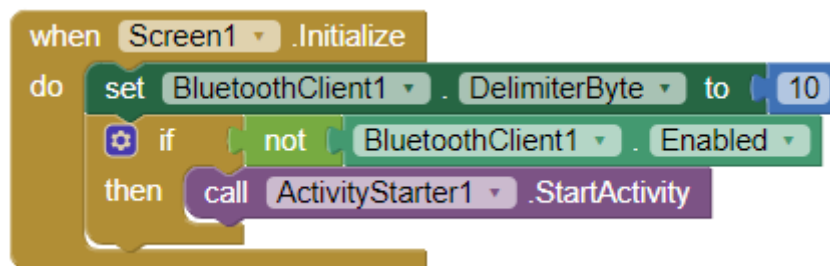 when Screen1 .Initialize
do set BluetoothClient1 . DelimiterByte to 10
if not BluetoothClient1 . Enabled
then call ActivityStarter1 .StartActivity